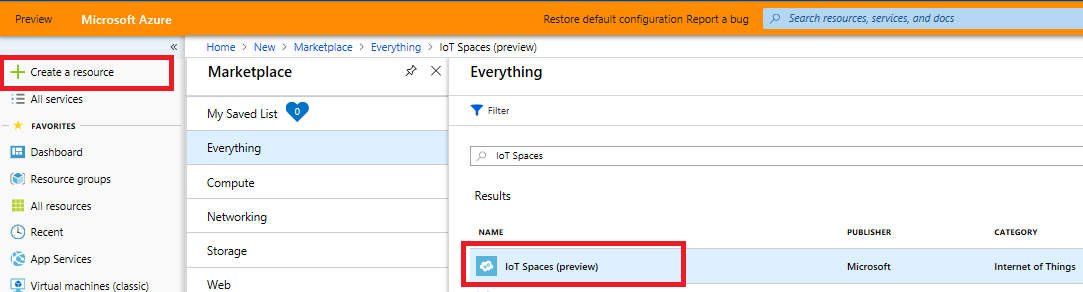 Preview
Microsoft Azure
Restore default configuration Report a bug
Search resources, services, and docs
«
Home > New > Marketplace > Everything > IoT Spaces (preview)
Create a resource
All services
FAVORITES
Dashboard
Resource groups
All resources
Recent
App Services
Virtual machines (classic)
Marketplace
My Saved List 0
Everything
Compute
Networking
Storage
Web
Everything
Filter
IoT Spaces
Results
NAME PUBLISHER CATEGORY
IoT Spaces (preview) Microsoft Internet of Things